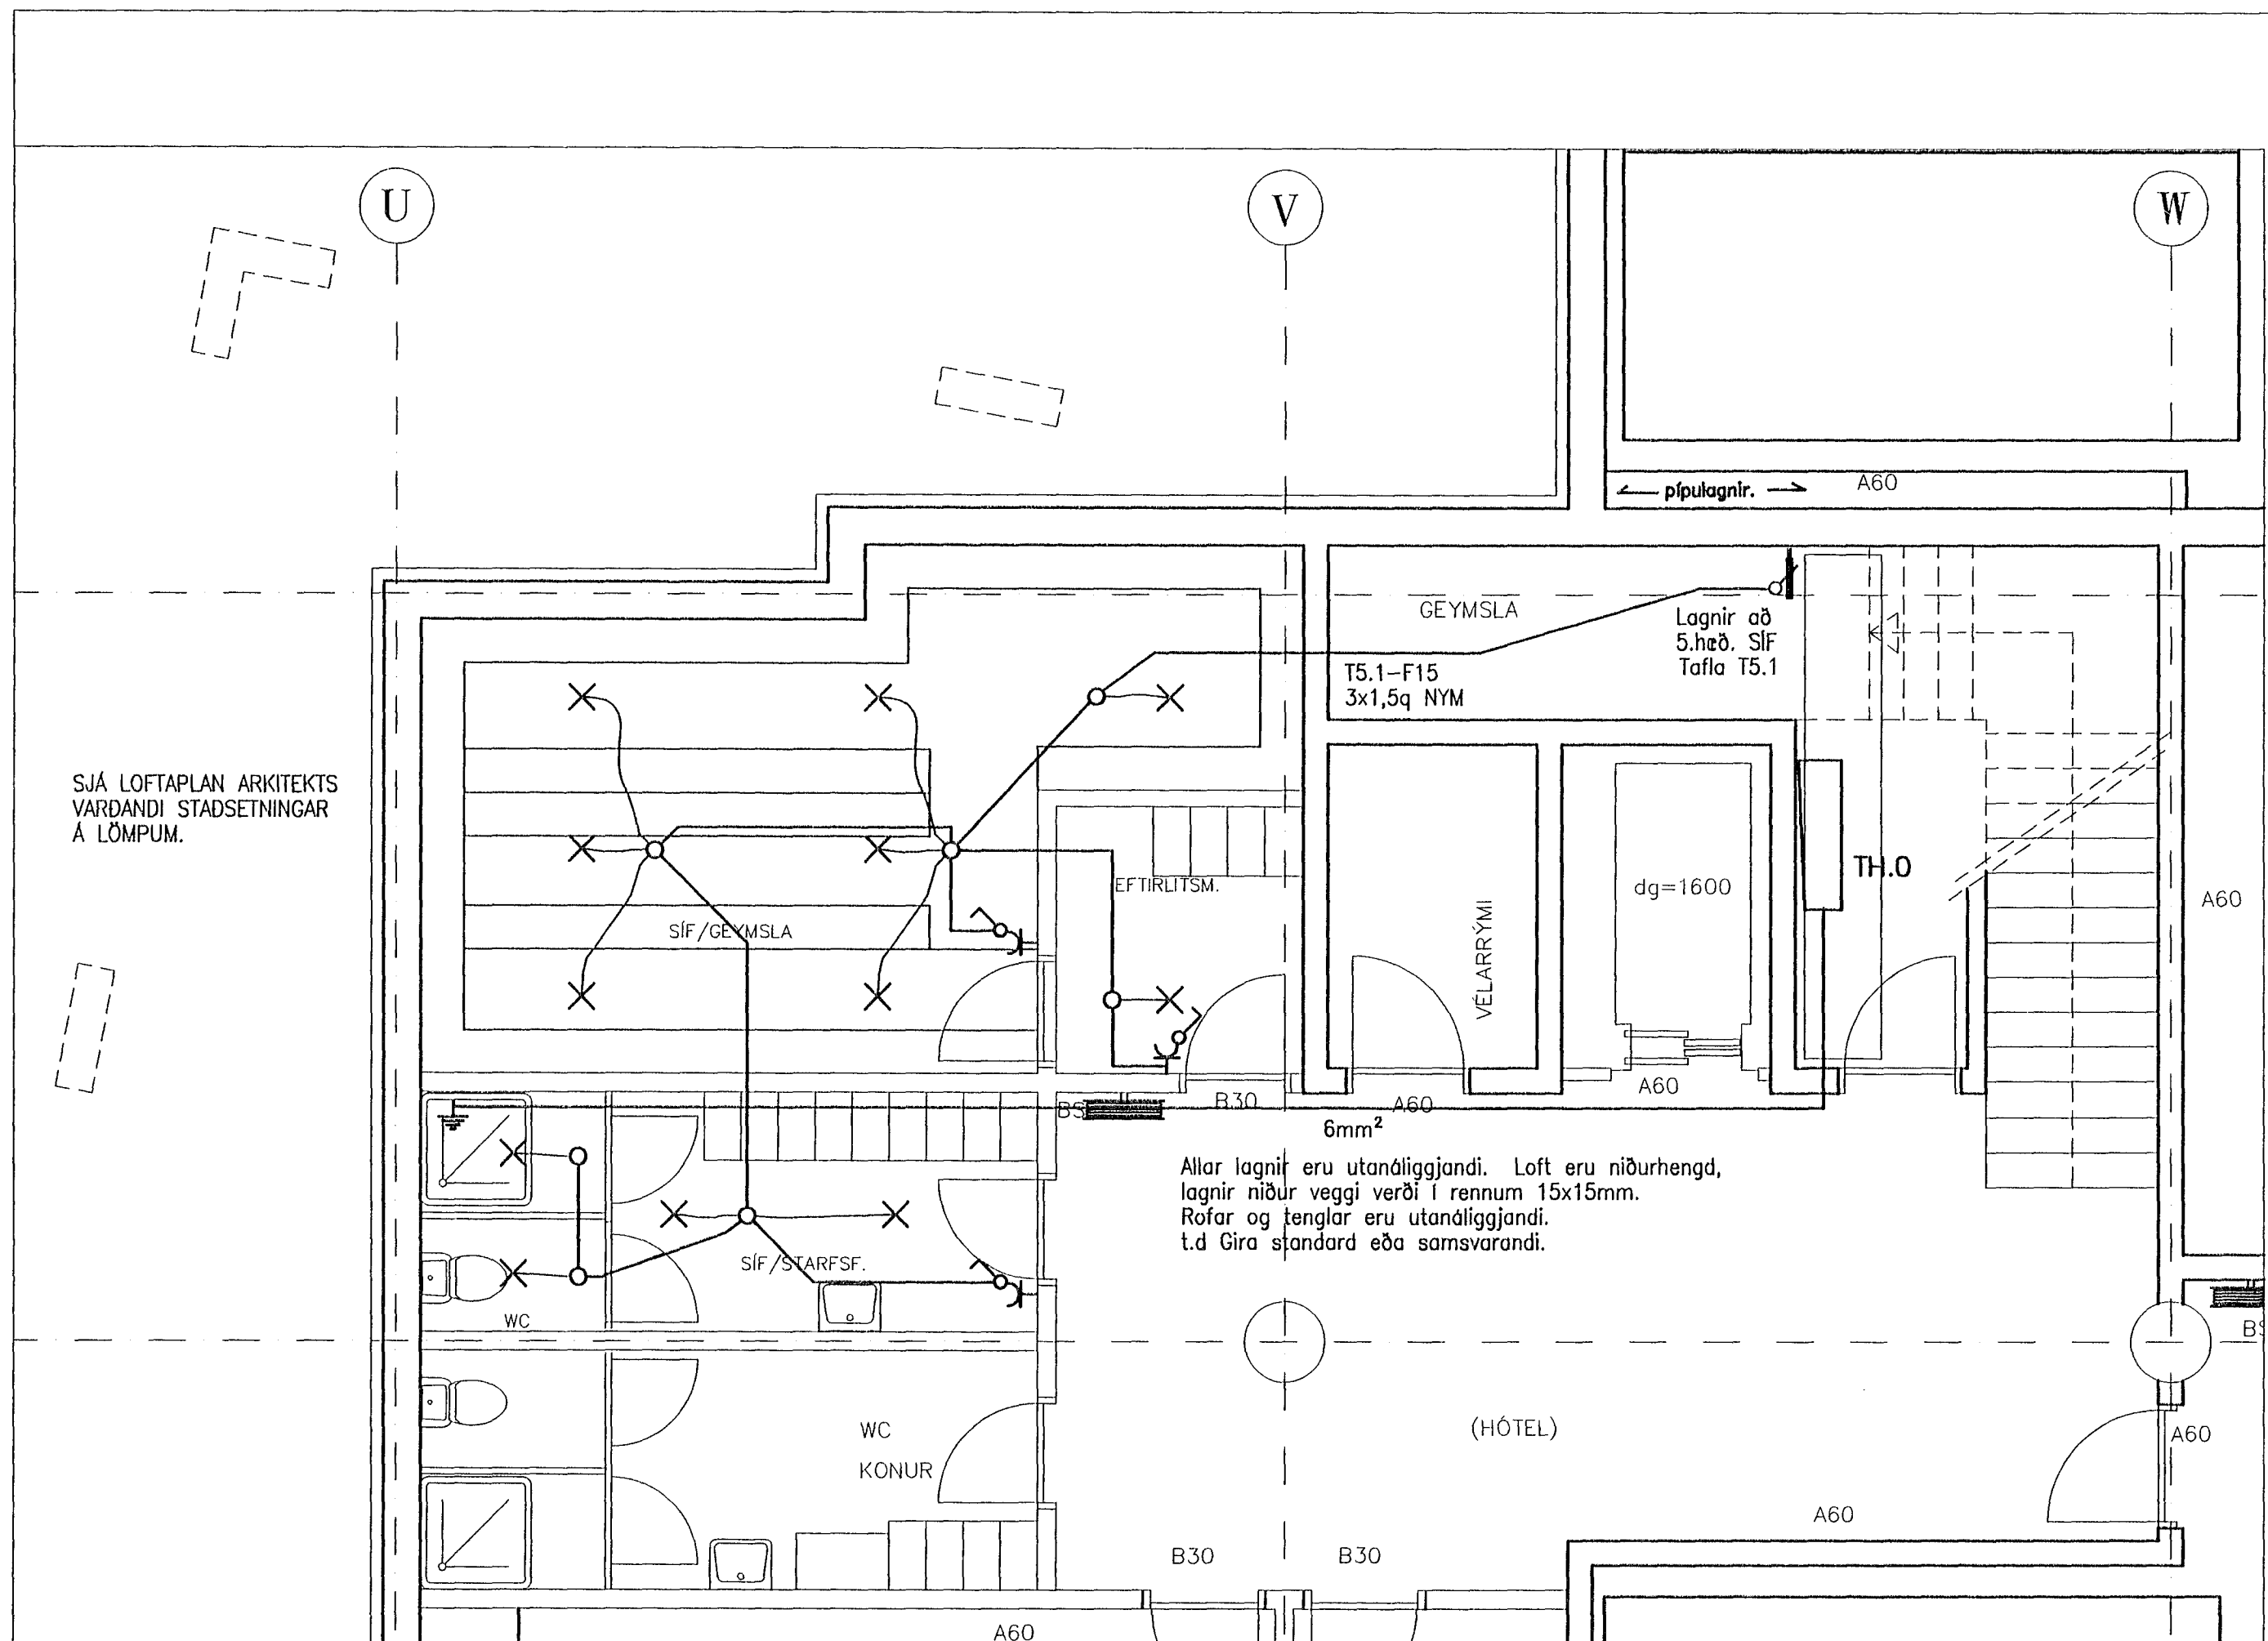 U
V
W
← pípulagnir. →
A60
GEYMSLA
Lagnir að
5.hæð. SÍF
Tafla T5.1
T5.1-F15
3x1,5q NYM
SJÁ LOFTAPLAN ARKITEKTS
VARÐANDI STAÐSETNINGAR
Á LÖMPUM.
EFTIRLITSM.
dg=1600
TH.0
A60
SÍF/GEYMSLA
VÉLARRÝMI
BS
B30
A60
A60
6mm²
Allar lagnir eru utanáliggjandi. Loft eru niðurhengd,
lagnir niður veggi verði í rennum 15x15mm.
Rofar og tenglar eru utanáliggjandi.
t.d Gira standard eða samsvarandi.
SÍF/STARFSF.
WC
BS
WC
KONUR
(HÓTEL)
A60
A60
B30
B30
A60